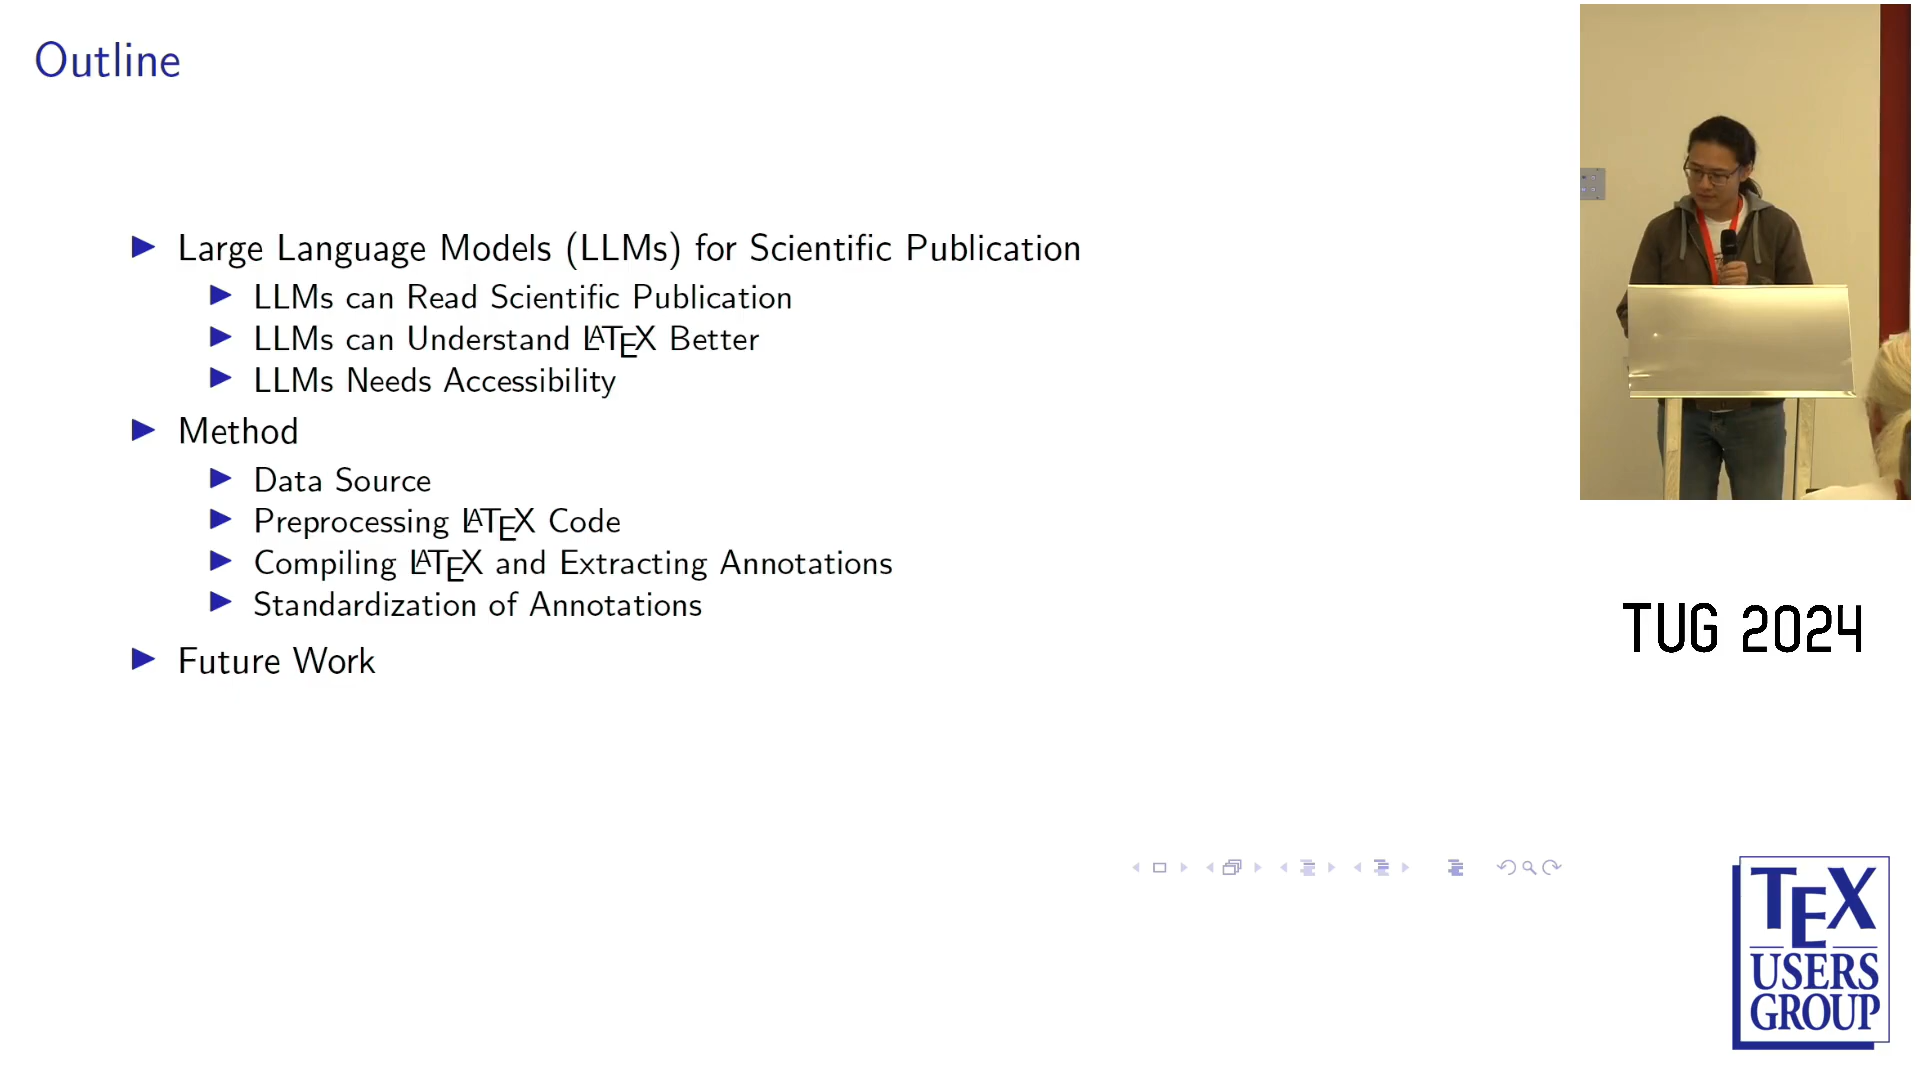 Outline
Large Language Models (LLMs) for Scientific Publication
LLMs can Read Scientific Publication
LLMs can Understand LATEX Better
LLMs Needs Accessibility
Method
Data Source
Preprocessing LATEX Code
Compiling LATEX and Extracting Annotations
Standardization of Annotations
Future Work
TUG 2024
TEX
USERS
GROUP